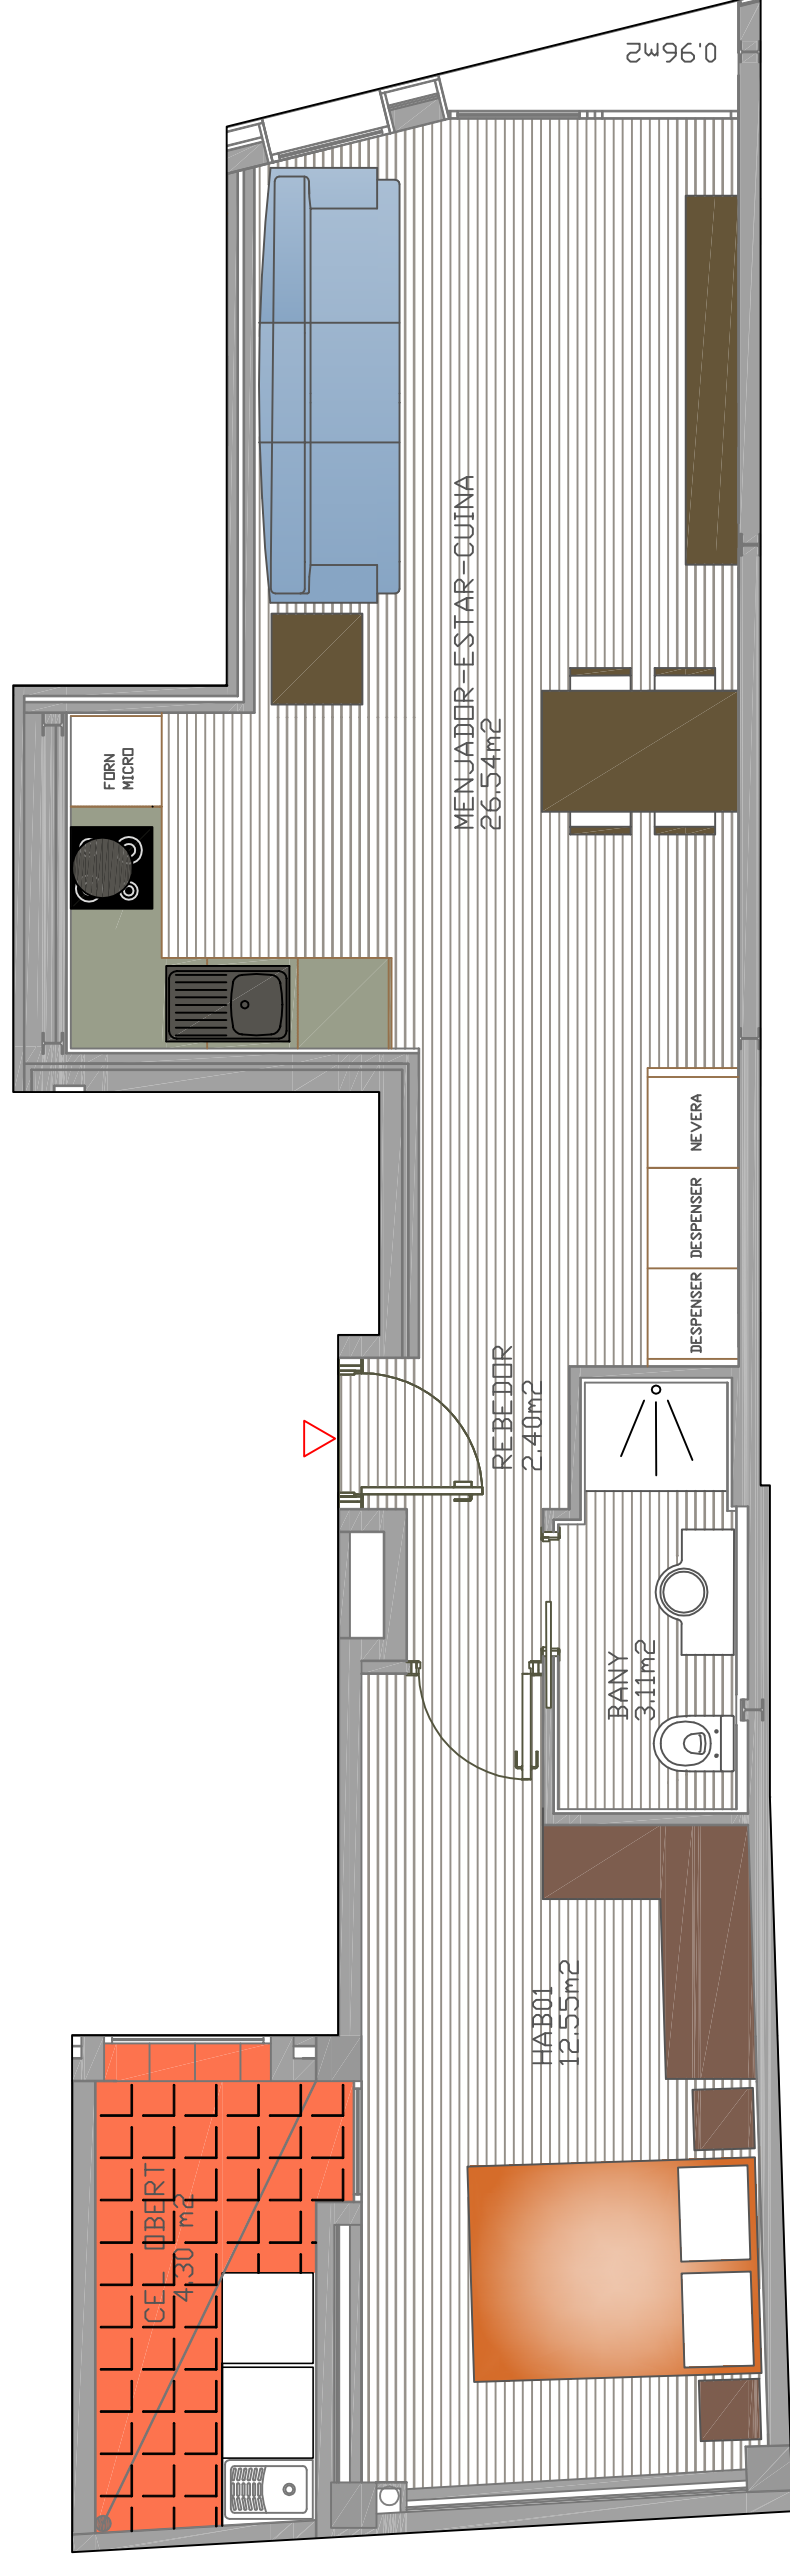 0.96m2
MENJADOR-ESTAR-CUINA
26.54m2
FORN
MICRO
NEVERA
DESPENSER
DESPENSER
REBEDOR
2.40m2
BANY
3.11m2
HAB01
12.55m2
CEL OBERT
4.30 m2